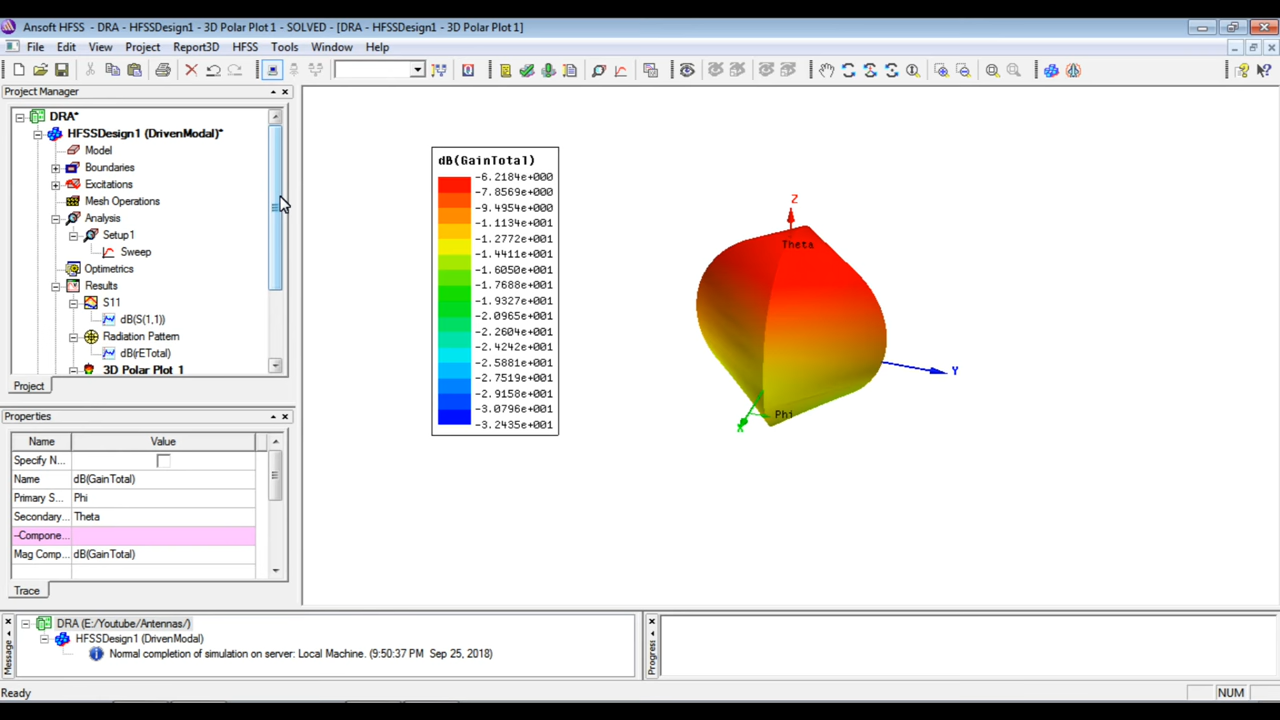 Ansoft HFSS - DRA - HFSSDesign1 - 3D Polar Plot 1 - SOLVED - [DRA - HFSSDesign1 - 3D Polar Plot 1]
File Edit View Project Report3D HFSS Tools Window Help
Project Manager
DRA*
HFSSDesign1 (DrivenModal)*
Model
Boundaries
Excitations
Mesh Operations
Analysis
Setup1
Sweep
Optimetrics
Results
S11
dB(S(1,1))
Radiation Pattern
dB(rETotal)
3D Polar Plot 1
Project
Properties
Name Value
Specify N...
Name dB(GainTotal)
Primary S... Phi
Secondary... Theta
-Compone...
Mag Comp... dB(GainTotal)
Trace
dB(GainTotal)
-6.2184e+000
-7.8569e+000
-9.4954e+000
-1.1134e+001
-1.2772e+001
-1.4411e+001
-1.6050e+001
-1.7688e+001
-1.9327e+001
-2.0965e+001
-2.2604e+001
-2.4242e+001
-2.5881e+001
-2.7519e+001
-2.9158e+001
-3.0796e+001
-3.2435e+001
Z
Theta
Y
Phi
X
Message
DRA (E:/Youtube/Antennas/)
HFSSDesign1 (DrivenModal)
Normal completion of simulation on server: Local Machine. (9:50:37 PM Sep 25, 2018)
Progress
Ready
NUM